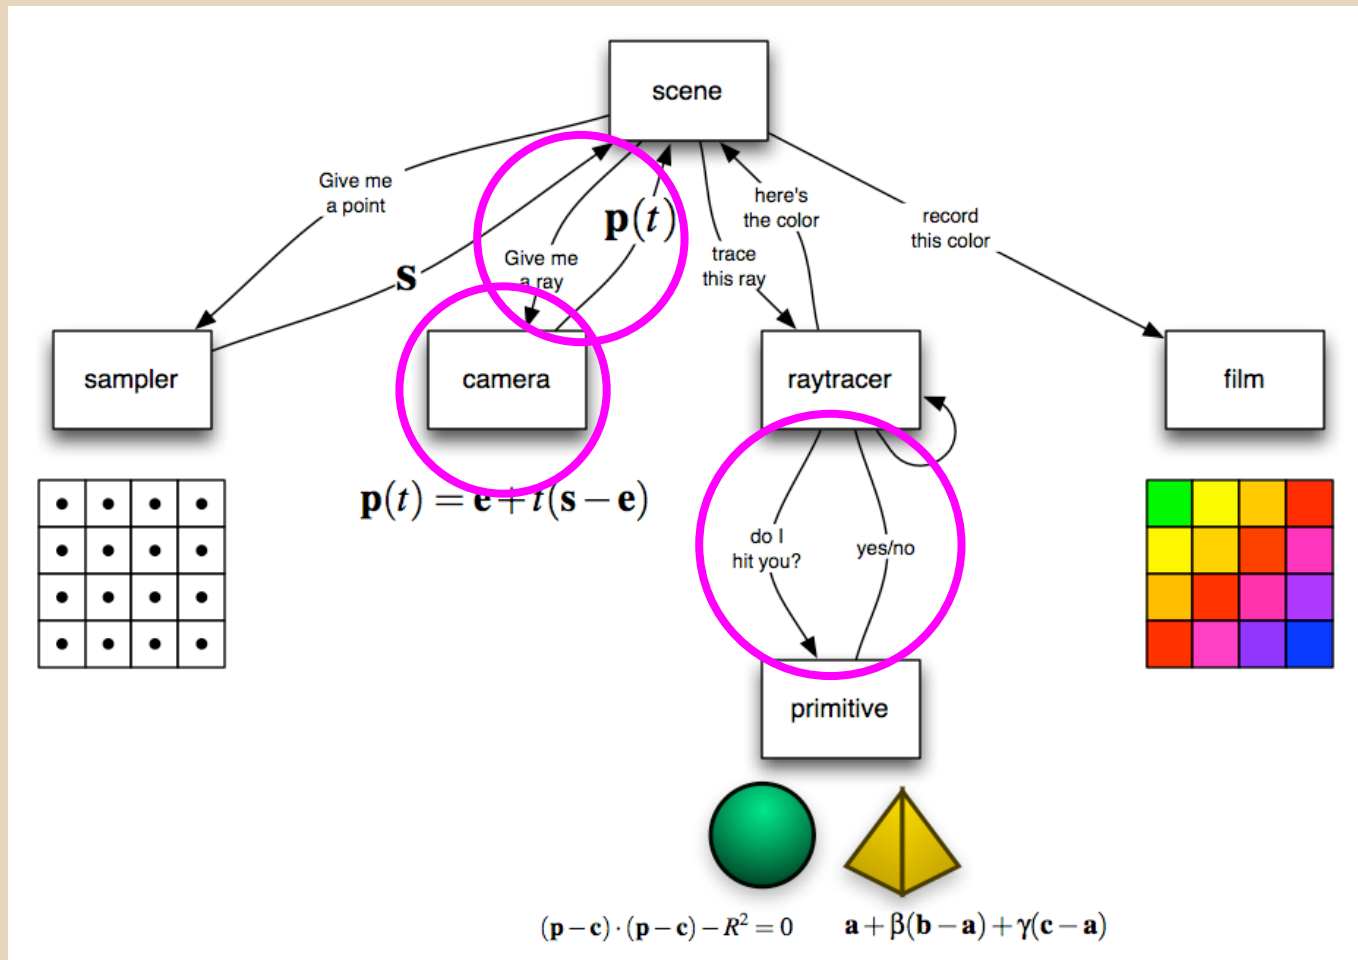 scene
Give me
a point
s
Give me
a ray
p(t)
here's
the color
trace
this ray
record
this color
sampler
camera
raytracer
film
p(t) = e + t(s − e)
do I
hit you?
yes/no
primitive
(p − c) · (p − c) − R² = 0
a + β(b − a) + γ(c − a)